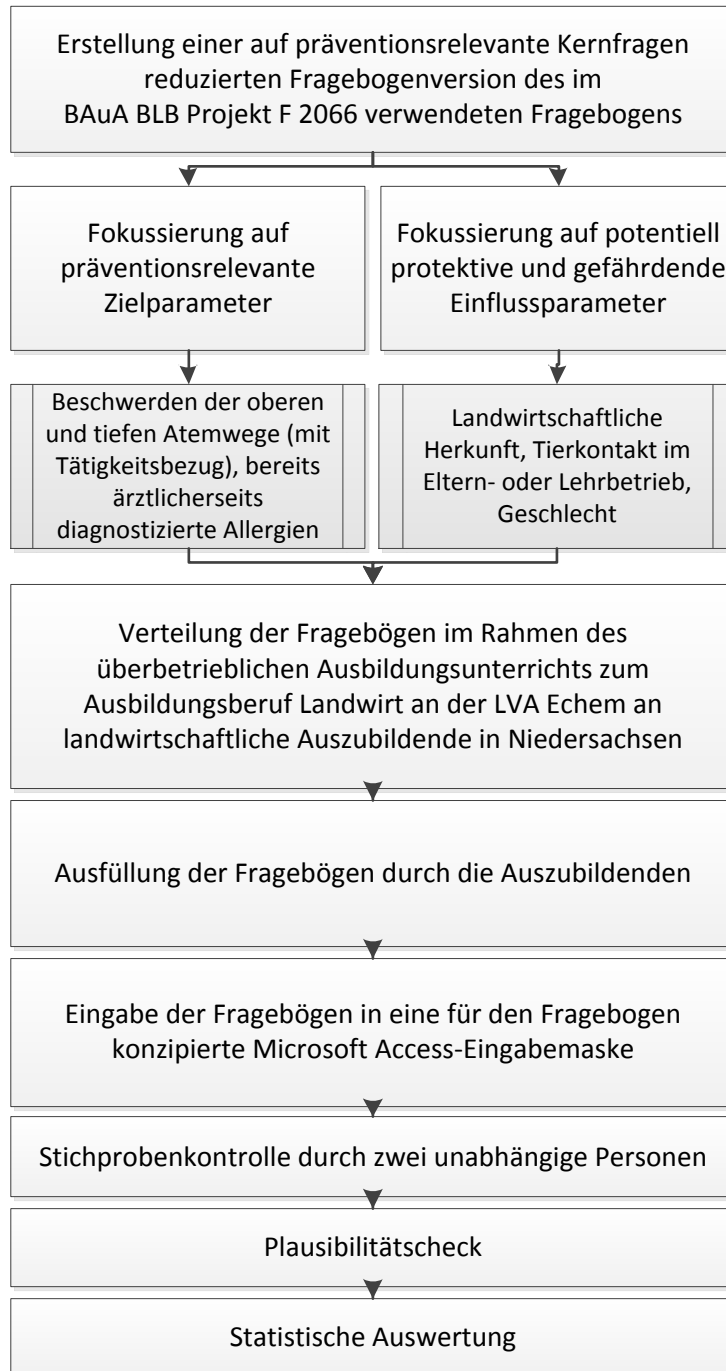 Erstellung einer auf präventionsrelevante Kernfragen
reduzierten Fragebogenversion des im
BAuA BLB Projekt F 2066 verwendeten Fragebogens
Fokussierung auf
präventionsrelevante
Zielparameter
Fokussierung auf potentiell
protektive und gefährdende
Einflussparameter
Beschwerden der oberen
und tiefen Atemwege (mit
Tätigkeitsbezug), bereits
ärztlicherseits
diagnostizierte Allergien
Landwirtschaftliche
Herkunft, Tierkontakt im
Eltern- oder Lehrbetrieb,
Geschlecht
Verteilung der Fragebögen im Rahmen des
überbetrieblichen Ausbildungsunterrichts zum
Ausbildungsberuf Landwirt an der LVA Echem an
landwirtschaftliche Auszubildende in Niedersachsen
Ausfüllung der Fragebögen durch die Auszubildenden
Eingabe der Fragebögen in eine für den Fragebogen
konzipierte Microsoft Access-Eingabemaske
Stichprobenkontrolle durch zwei unabhängige Personen
Plausibilitätscheck
Statistische Auswertung